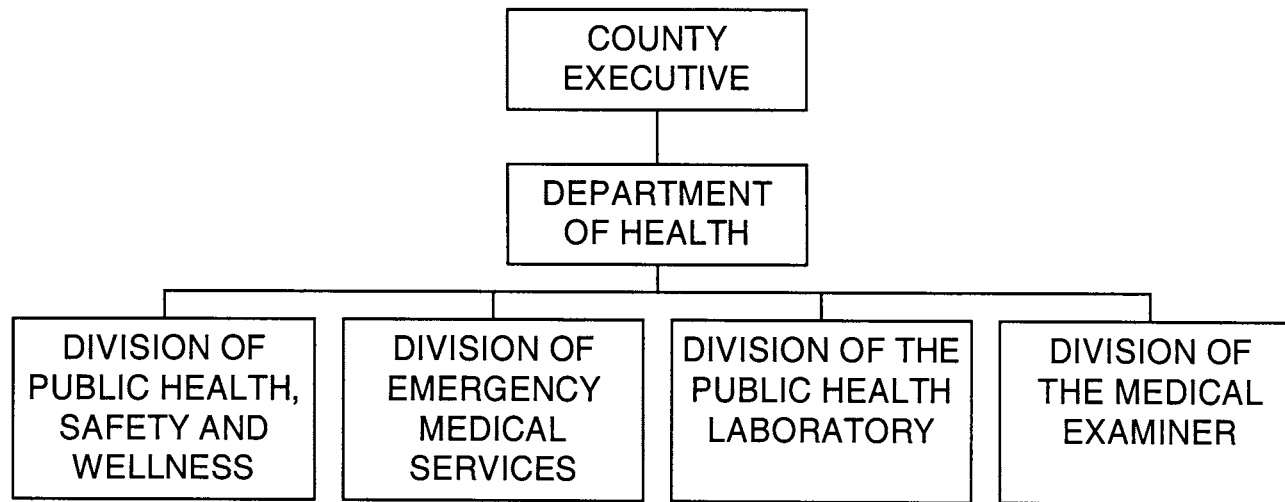 COUNTY
EXECUTIVE
DEPARTMENT
OF HEALTH
DIVISION OF
PUBLIC HEALTH,
SAFETY AND
WELLNESS
DIVISION OF
EMERGENCY
MEDICAL
SERVICES
DIVISION OF THE
PUBLIC HEALTH
LABORATORY
DIVISION OF
THE MEDICAL
EXAMINER